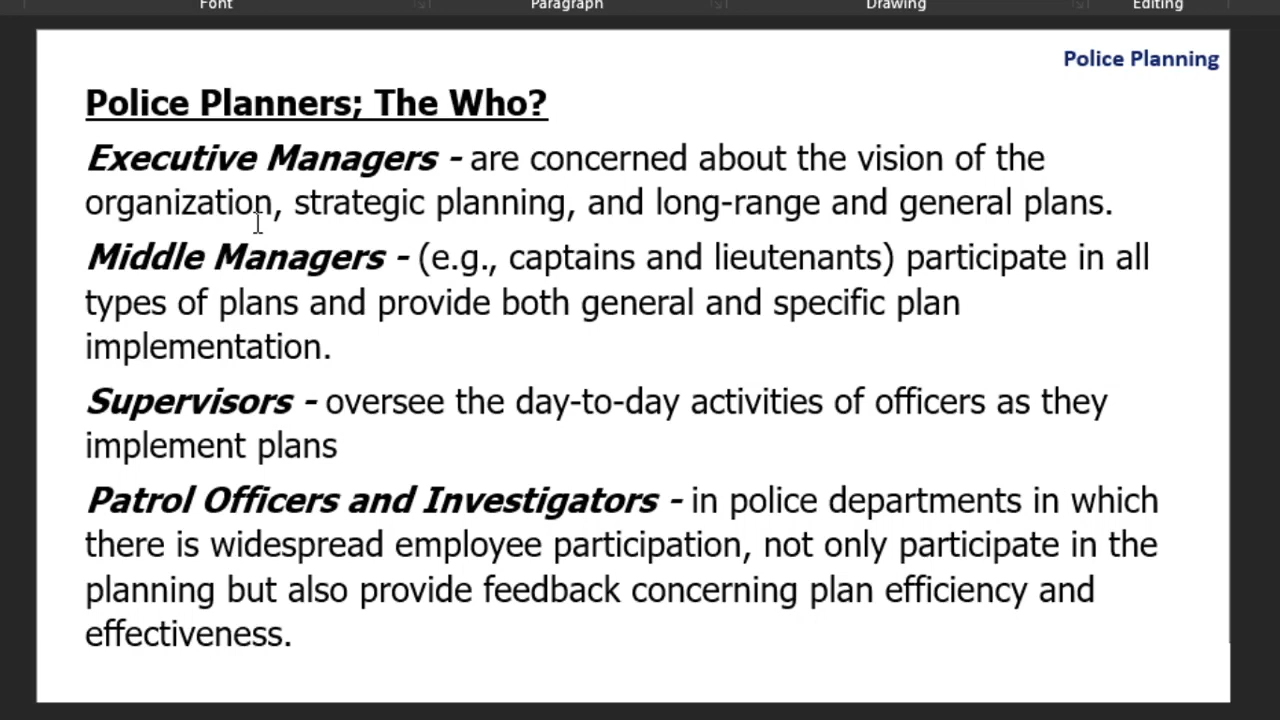 Font Paragraph Drawing Editing
Police Planning
Police Planners; The Who?
Executive Managers - are concerned about the vision of the
organization, strategic planning, and long-range and general plans.
Middle Managers - (e.g., captains and lieutenants) participate in all
types of plans and provide both general and specific plan
implementation.
Supervisors - oversee the day-to-day activities of officers as they
implement plans
Patrol Officers and Investigators - in police departments in which
there is widespread employee participation, not only participate in the
planning but also provide feedback concerning plan efficiency and
effectiveness.